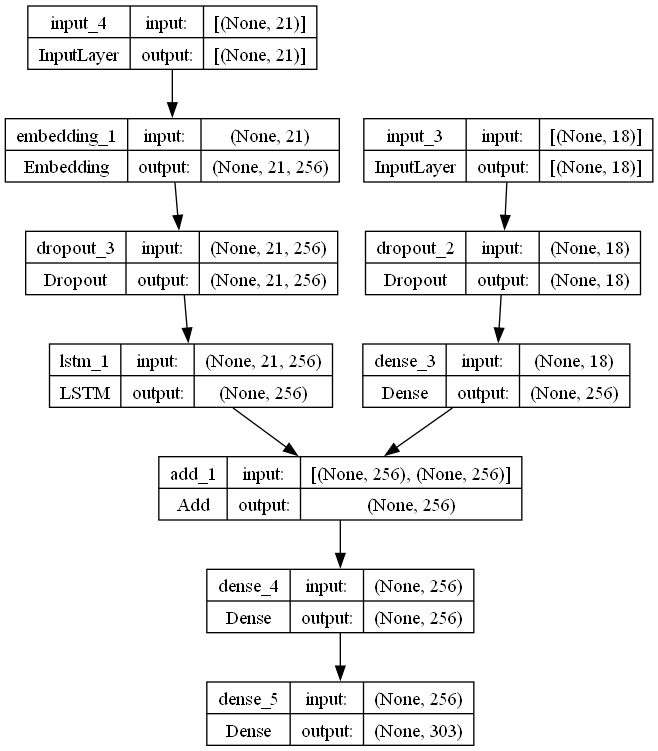 input_4 input: [(None, 21)]
InputLayer output: [(None, 21)]
embedding_1 input: (None, 21)
Embedding output: (None, 21, 256)
input_3 input: [(None, 18)]
InputLayer output: [(None, 18)]
dropout_3 input: (None, 21, 256)
Dropout output: (None, 21, 256)
dropout_2 input: (None, 18)
Dropout output: (None, 18)
lstm_1 input: (None, 21, 256)
LSTM output: (None, 256)
dense_3 input: (None, 18)
Dense output: (None, 256)
add_1 input: [(None, 256), (None, 256)]
Add output: (None, 256)
dense_4 input: (None, 256)
Dense output: (None, 256)
dense_5 input: (None, 256)
Dense output: (None, 303)